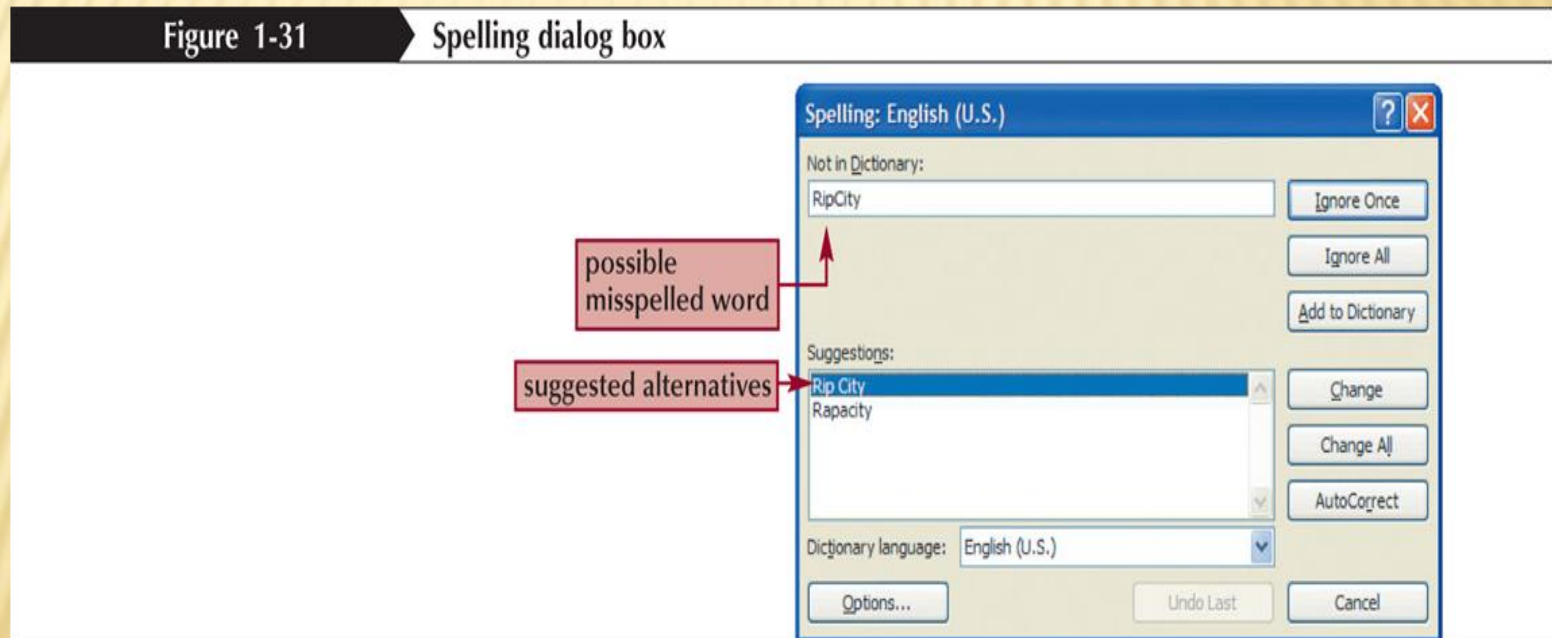 Figure 1-31 Spelling dialog box
Spelling: English (U.S.)
Not in Dictionary:
RipCity
Ignore Once
possible
misspelled word
Ignore All
Add to Dictionary
Suggestions:
suggested alternatives
Rip City
Rapacity
Change
Change All
AutoCorrect
Dictionary language: English (U.S.)
Options... Undo Last Cancel